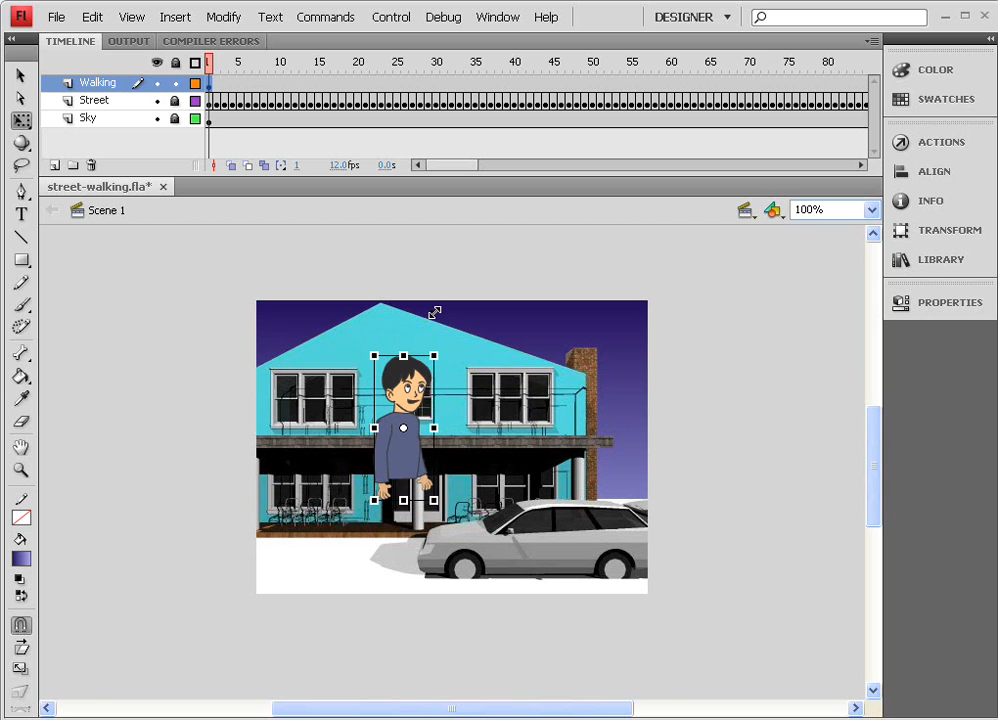 Fl File Edit View Insert Modify Text Commands Control Debug Window Help DESIGNER
TIMELINE OUTPUT COMPILER ERRORS
1 5 10 15 20 25 30 35 40 45 50 55 60 65 70 75 80
Walking
Street
Sky
1 12.0fps 0.0s
street-walking.fla*
Scene 1 100%
T
COLOR
SWATCHES
ACTIONS
ALIGN
INFO
TRANSFORM
LIBRARY
PROPERTIES